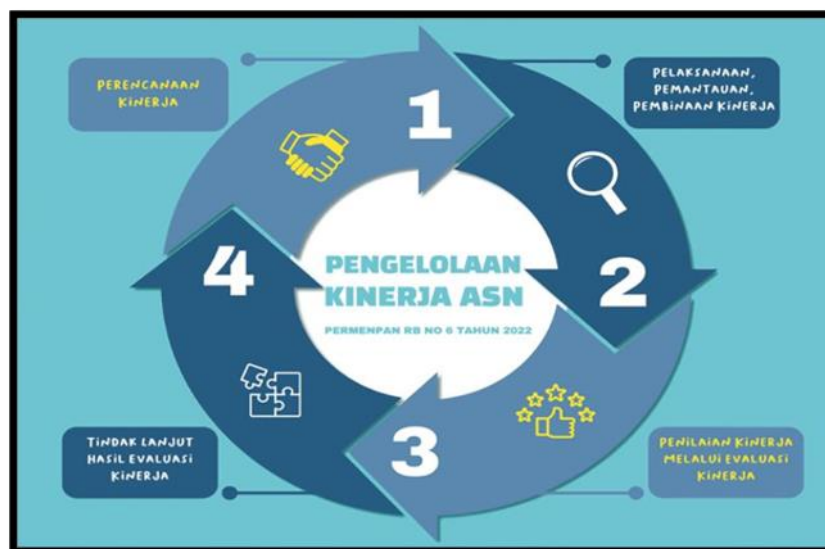 PERENCANAAN
KINERJA
1
PELAKSANAAN,
PEMANTAUAN,
PEMBINAAN KINERJA
4
PENGELOLAAN
KINERJA ASN
PERMENPAN RB NO 6 TAHUN 2022
2
TINDAK LANJUT
HASIL EVALUASI
KINERJA
3
PENILAIAN KINERJA
MELALUI EVALUASI
KINERJA